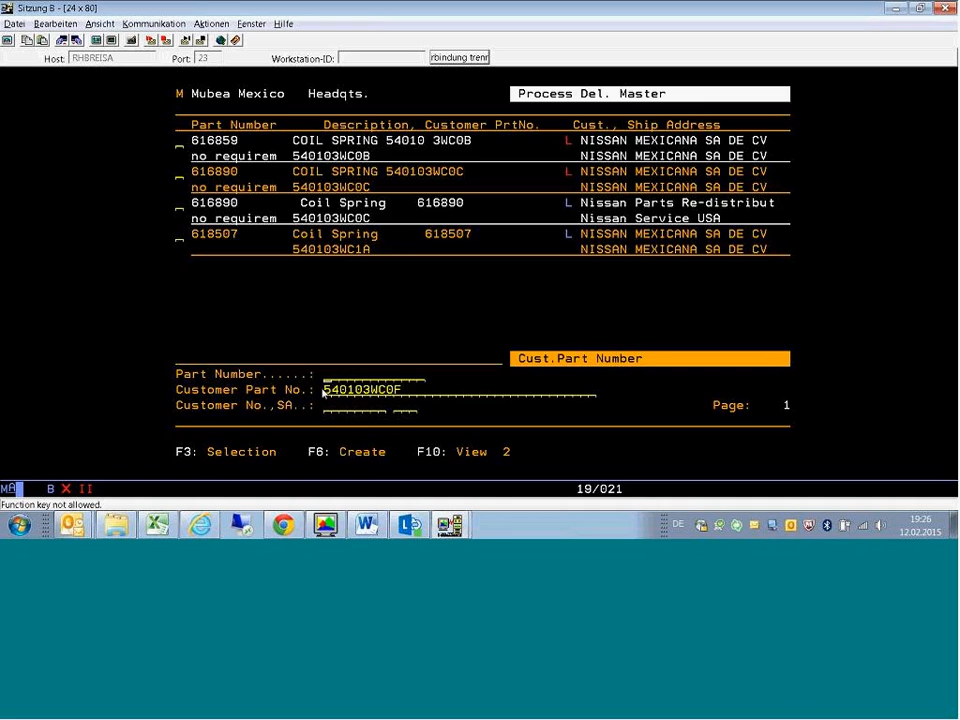 Sitzung B - [24 x 80]
Datei Bearbeiten Ansicht Kommunikation Aktionen Fenster Hilfe
Host: RHBREISA Port: 23 Workstation-ID: rbindung trenr
M Mubea Mexico Headqts. Process Del. Master
Part Number Description, Customer PrtNo. Cust., Ship Address
616859 COIL SPRING 54010 3WC0B L NISSAN MEXICANA SA DE CV
no requirem 540103WC0B NISSAN MEXICANA SA DE CV
616890 COIL SPRING 540103WC0C L NISSAN MEXICANA SA DE CV
no requirem 540103WC0C NISSAN MEXICANA SA DE CV
616890 Coil Spring 616890 L Nissan Parts Re-distribut
no requirem 540103WC0C Nissan Service USA
618507 Coil Spring 618507 L NISSAN MEXICANA SA DE CV
540103WC1A NISSAN MEXICANA SA DE CV
Cust.Part Number
Part Number......:
Customer Part No.: 540103WC0F
Customer No.,SA..: Page: 1
F3: Selection F6: Create F10: View 2
MA B X II 19/021
Function key not allowed.
DE 19:26
12.02.2015